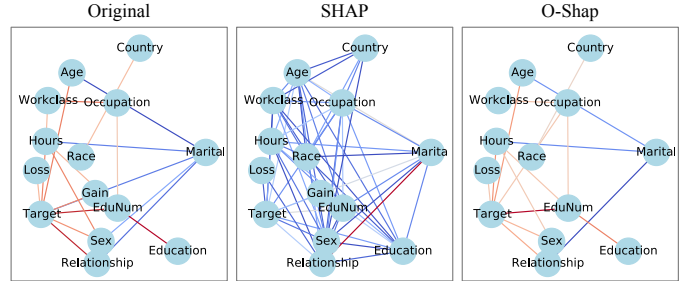 Original
SHAP
O-Shap
Country
Age
Workclass
Occupation
Hours
Marital
Race
Loss
Gain
Target
EduNum
Sex
Education
Relationship
Country
Age
Workclass
Occupation
Hours
Marita
Race
Loss
Gain
Target
EduNum
Sex
Education
Relationship
Country
Age
Workclass
Occupation
Hours
Marital
Race
Loss
Gain
Target
EduNum
Sex
Education
Relationship